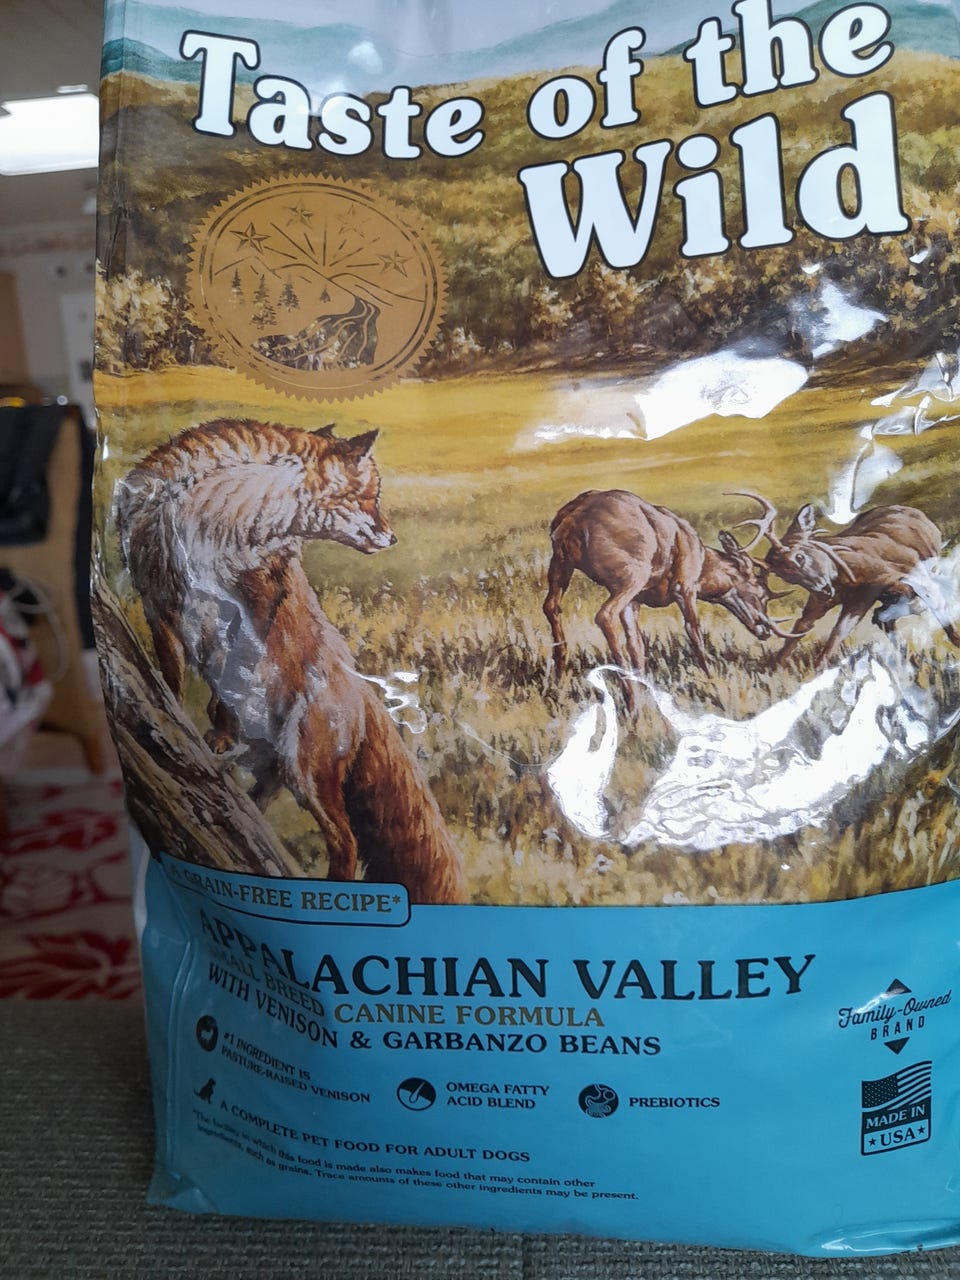 Taste of the
Wild
A GRAIN-FREE RECIPE*
APPALACHIAN VALLEY
SMALL BREED CANINE FORMULA
WITH VENISON & GARBANZO BEANS
#1 INGREDIENT IS
PASTURE-RAISED VENISON
OMEGA FATTY
ACID BLEND
PREBIOTICS
A COMPLETE PET FOOD FOR ADULT DOGS
*The facility in which this food is made also makes food that may contain other
ingredients, such as grains. Trace amounts of these other ingredients may be present.
Family-Owned
BRAND
MADE IN
USA